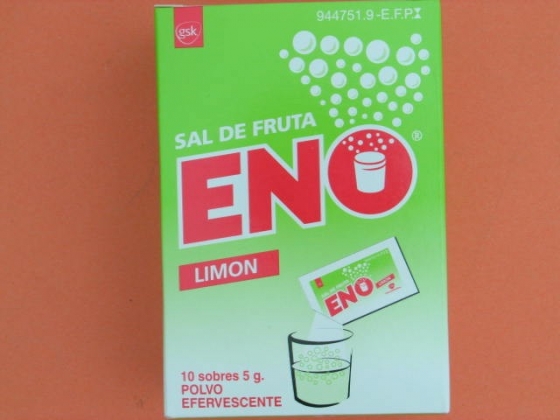 gsk
944751.9-E.F.P.
SAL DE FRUTA
ENO®
LIMON
ENO
10 sobres 5 g.
POLVO
EFERVESCENTE